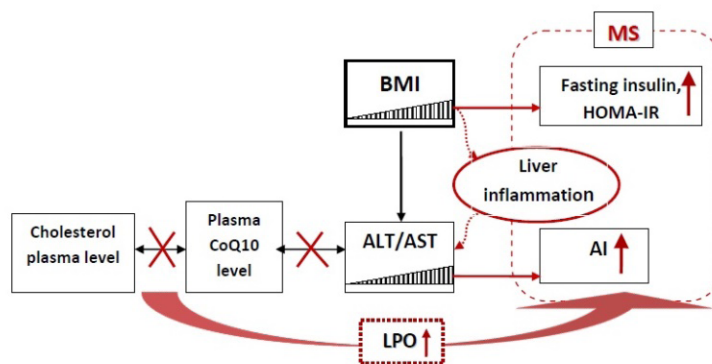 MS
BMI
Fasting insulin,
HOMA-IR
Liver
inflammation
Cholesterol
plasma level
Plasma
CoQ10
level
ALT/AST
AI
LPO